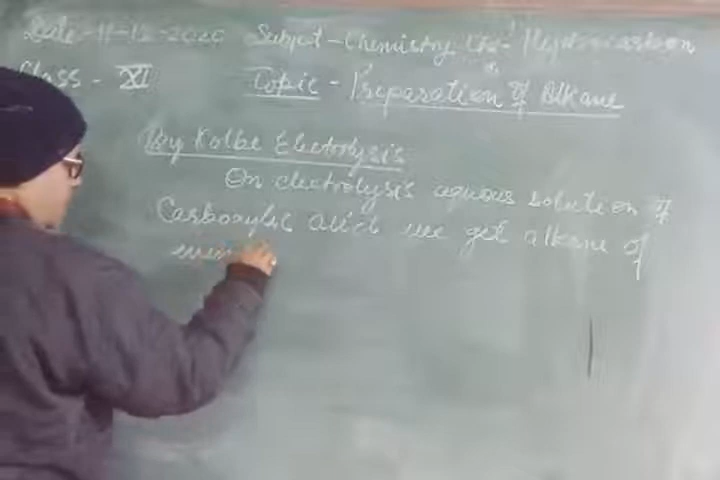 Date-11-12-2020 Subject-Chemistry Hydrocarbon
Class - XI Topic - Preparation of Alkane
By Kolbe Electrolysis
On electrolysis aqueous solution of
Carboxylic acid we get alkane of